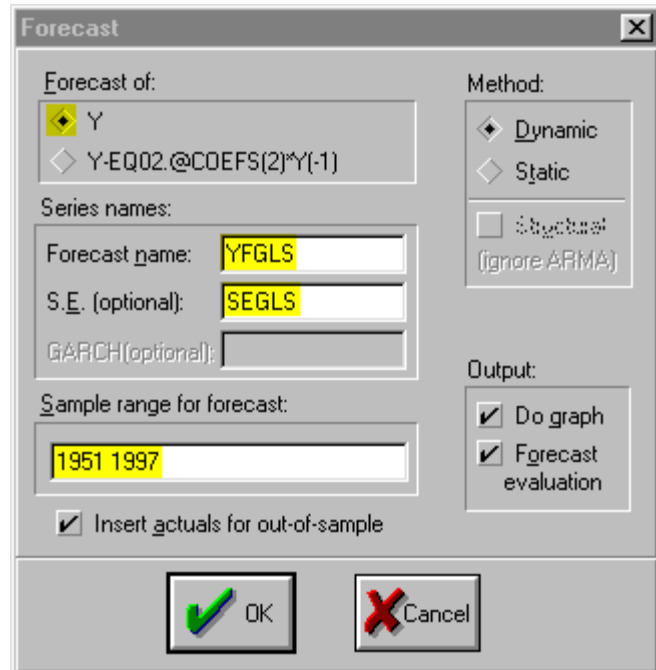 Forecast
Forecast of:
Y
Y-EQ02.@COEFS(2)*Y(-1)
Series names:
Forecast name: YFGLS
S.E. (optional): SEGLS
GARCH(optional):
Sample range for forecast:
1951 1997
Insert actuals for out-of-sample
Method:
Dynamic
Static
Structural
(ignore ARMA)
Output:
Do graph
Forecast
evaluation
OK
Cancel